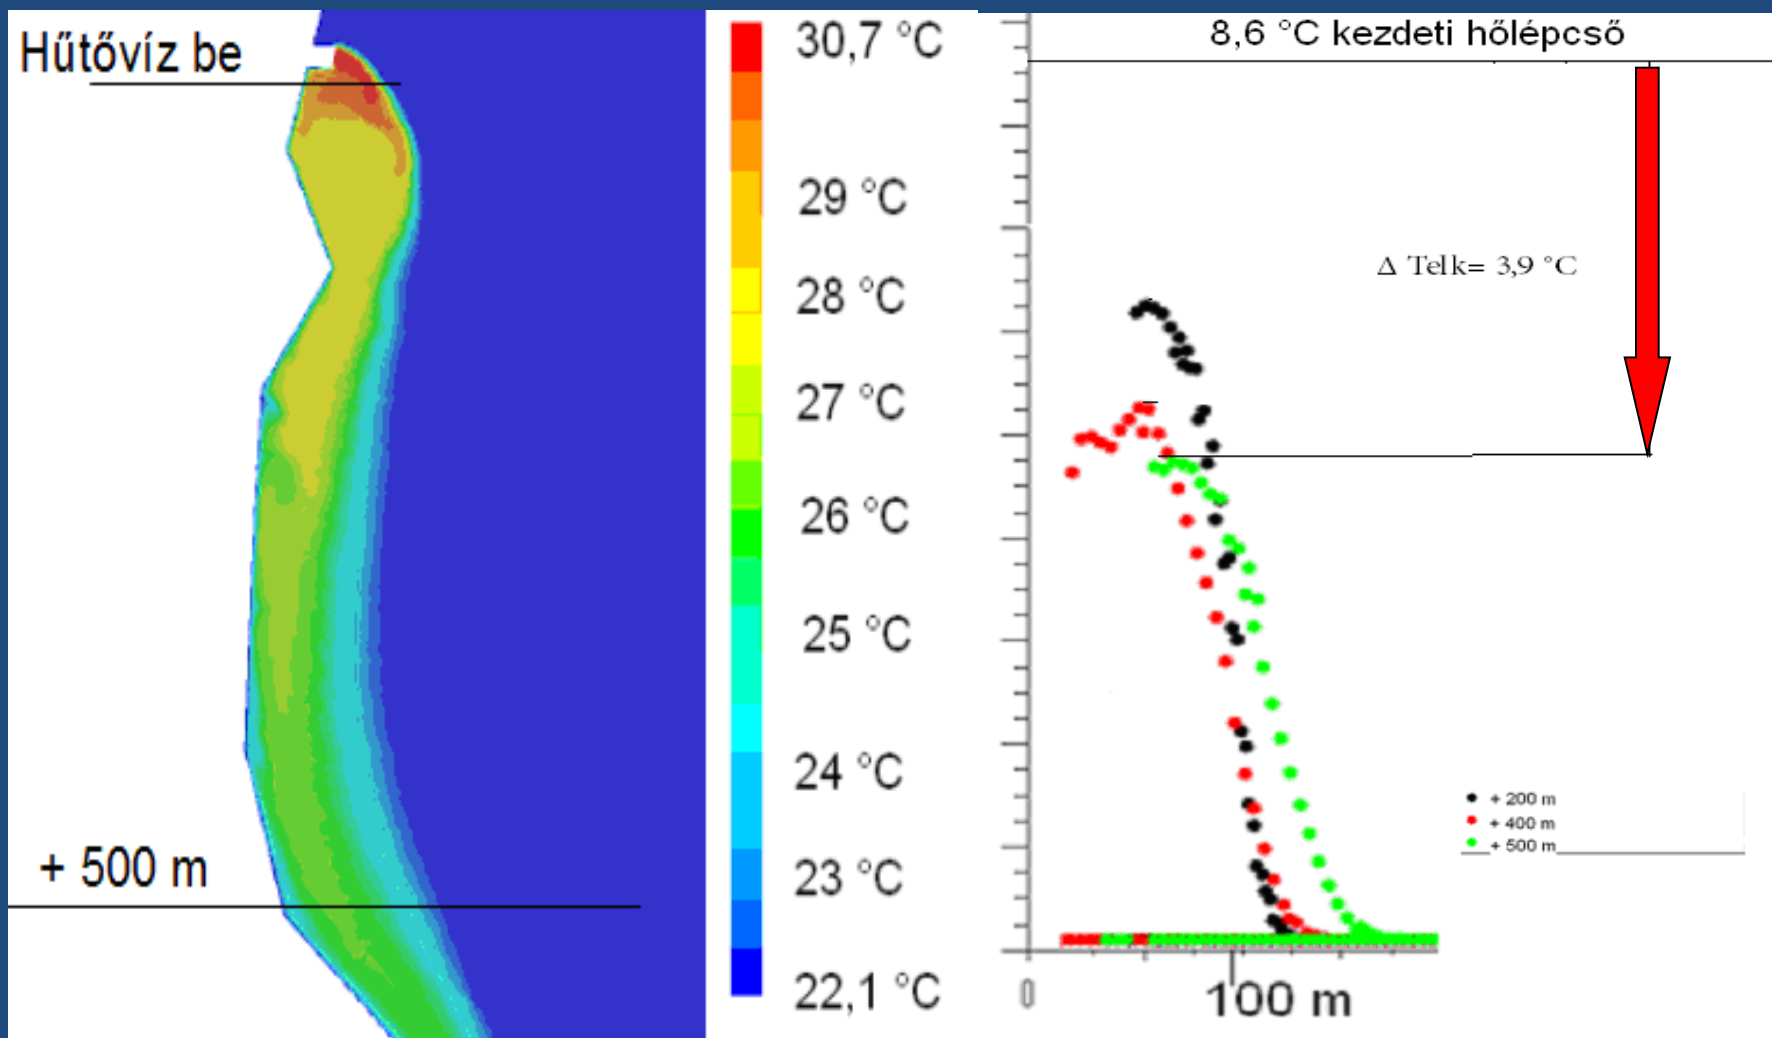 Hűtővíz be
+ 500 m
30,7 °C
29 °C
28 °C
27 °C
26 °C
25 °C
24 °C
23 °C
22,1 °C
8,6 °C kezdeti hőlépcső
Δ Telk= 3,9 °C
+ 200 m
+ 400 m
+ 500 m
0
100 m